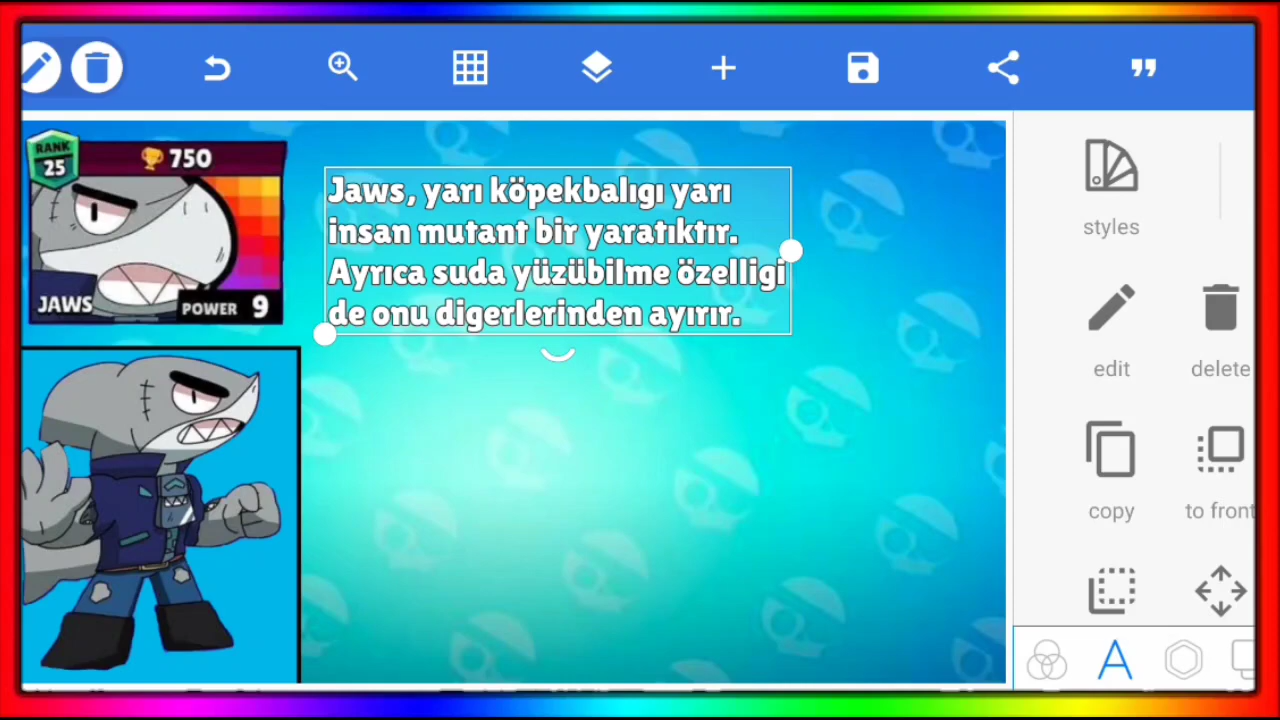 RANK
25
750
JAWS
POWER 9
Jaws, yarı köpekbalıgı yarı
insan mutant bir yaratıktır.
Ayrıca suda yüzübilme özelligi
de onu digerlerinden ayırır.
styles
edit
delete
copy
to front
A